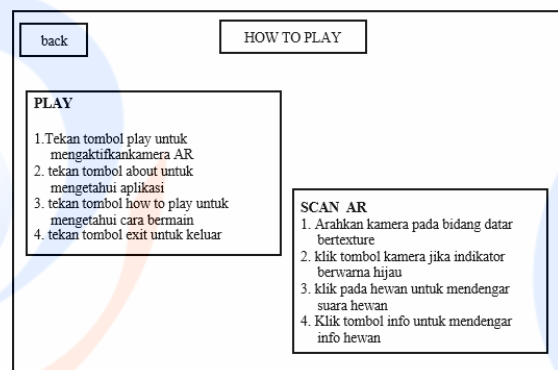 back
HOW TO PLAY
PLAY
1.Tekan tombol play untuk
mengaktifkankamera AR
2. tekan tombol about untuk
mengetahui aplikasi
3. tekan tombol how to play untuk
mengetahui cara bermain
4. tekan tombol exit untuk keluar
SCAN AR
1. Arahkan kamera pada bidang datar
bertexture
2. klik tombol kamera jika indikator
berwarna hijau
3. klik pada hewan untuk mendengar
suara hewan
4. Klik tombol info untuk mendengar
info hewan